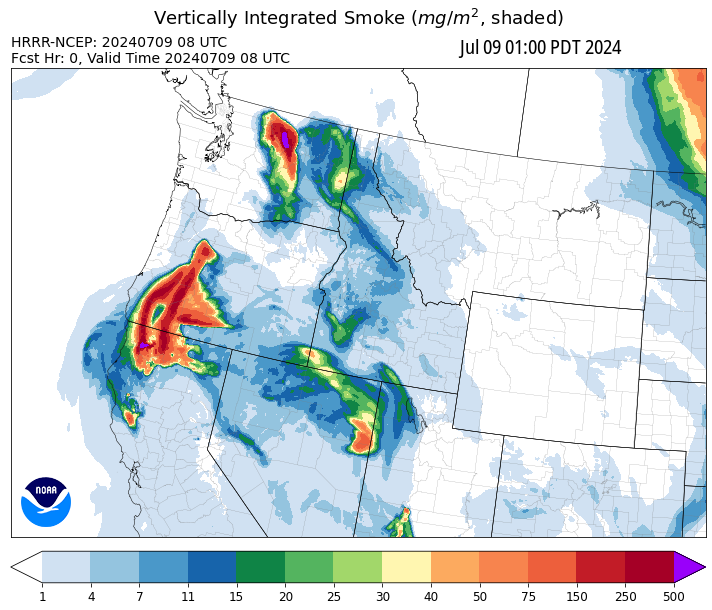 Vertically Integrated Smoke (mg/m², shaded)
HRRR-NCEP: 20240709 08 UTC
Jul 09 01:00 PDT 2024
Fcst Hr: 0, Valid Time 20240709 08 UTC
NOAA
1 4 7 11 15 20 25 30 40 50 75 150 250 500